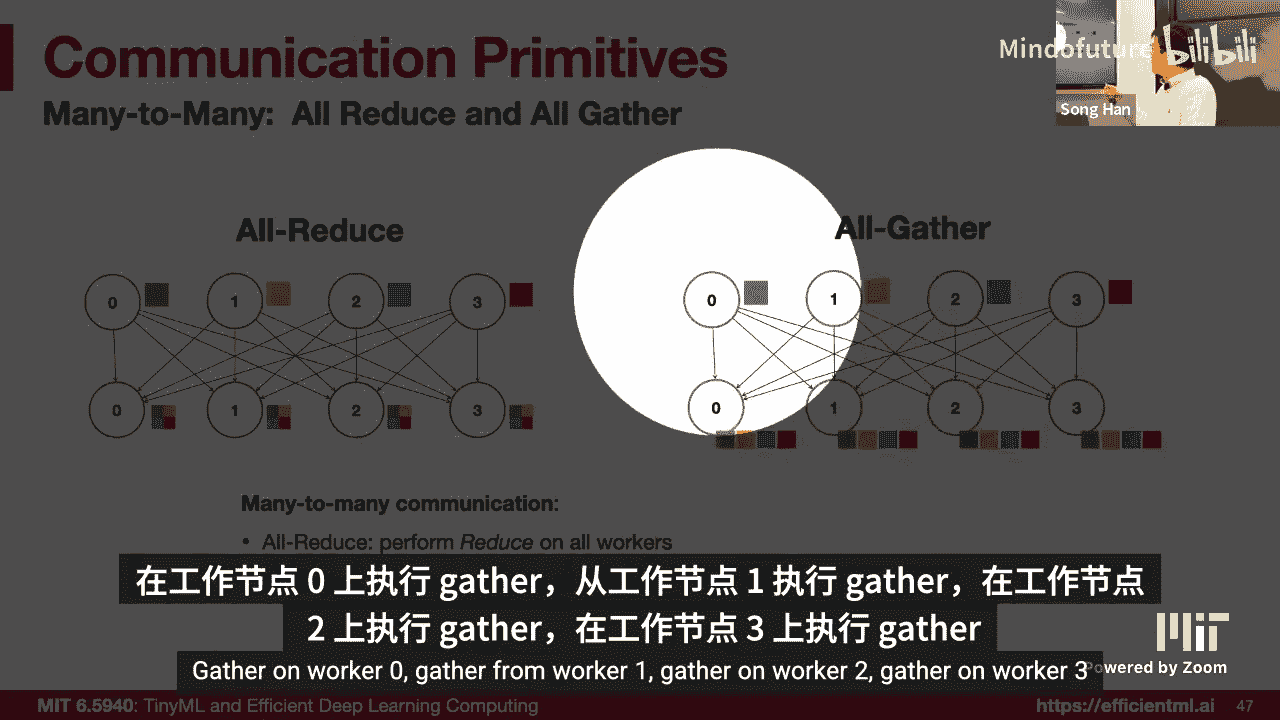 Communication Primitives
Mindofuture bilibili
Many-to-Many: All Reduce and All Gather
Song Han
All-Reduce
All-Gather
0 1 2 3
0 1 2 3
0 1 2 3
0 1 2 3
Many-to-many communication:
• All-Reduce: perform Reduce on all workers
在工作节点 0 上执行 gather，从工作节点 1 执行 gather，在工作节点
2 上执行 gather，在工作节点 3 上执行 gather
Gather on worker 0, gather from worker 1, gather on worker 2, gather on worker 3
MIT
Powered by Zoom
MIT 6.5940: TinyML and Efficient Deep Learning Computing
https://efficientml.ai
47